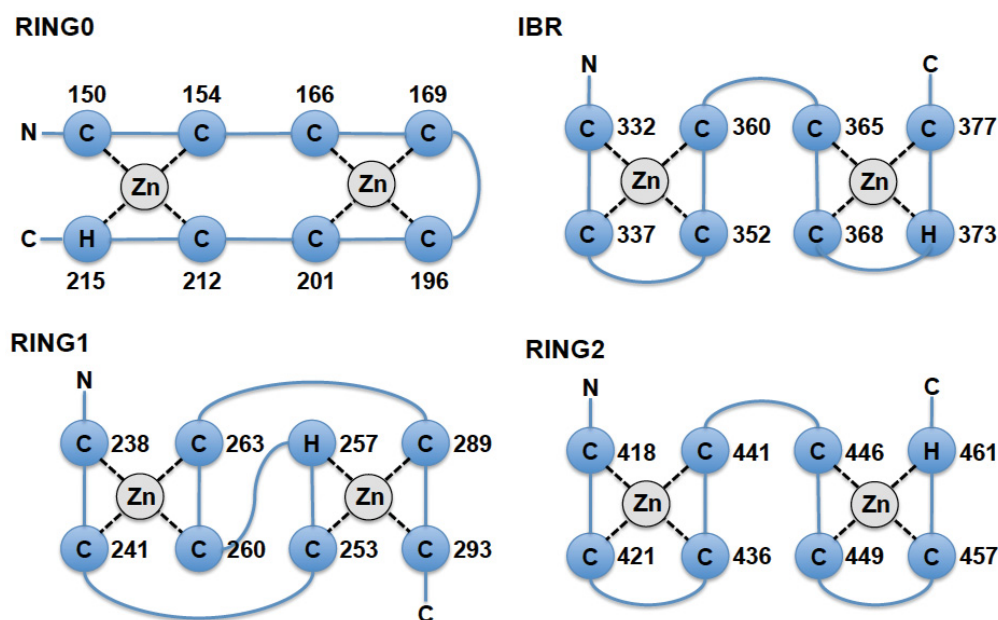 RING0
150 154 166 169
N C C C C
Zn Zn
C H C C C
215 212 201 196
IBR
N C
C 332 C 360 C 365 C 377
Zn Zn
C 337 C 352 C 368 H 373
RING1
N
C 238 C 263 H 257 C 289
Zn Zn
C 241 C 260 C 253 C 293
C
RING2
N C
C 418 C 441 C 446 H 461
Zn Zn
C 421 C 436 C 449 C 457